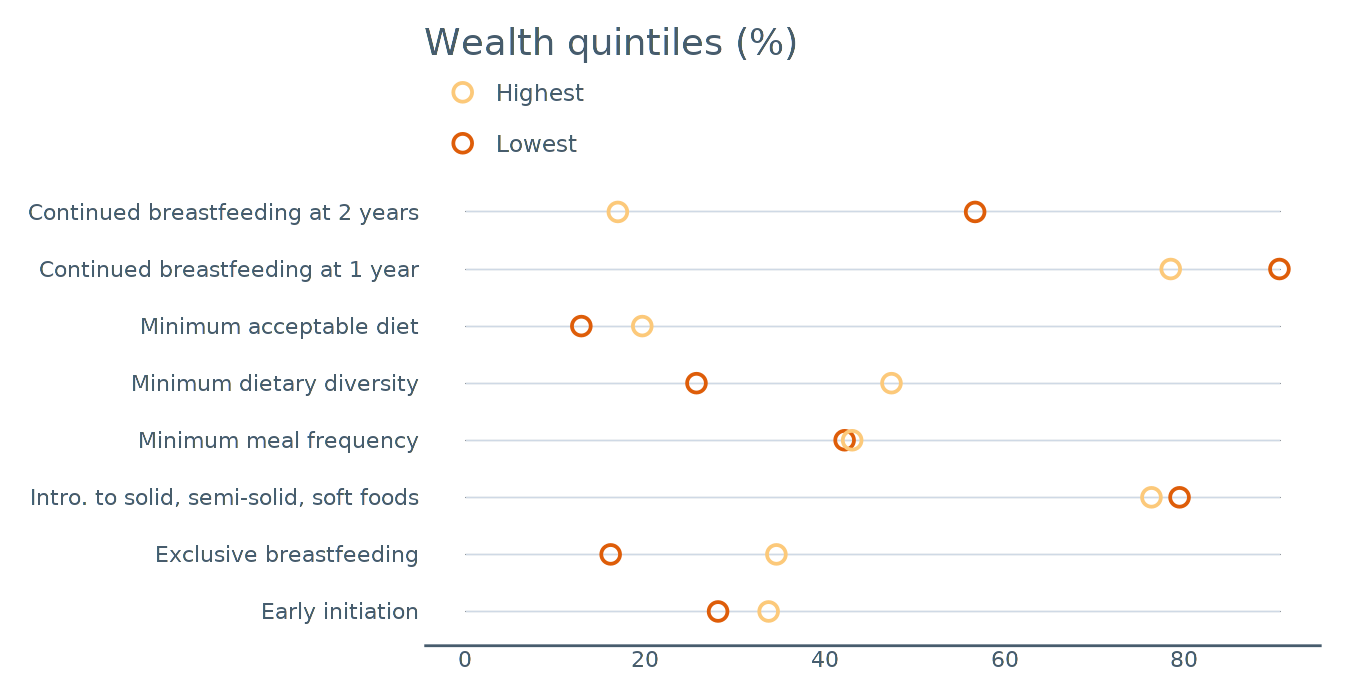 Wealth quintiles (%)
Highest
Lowest
Continued breastfeeding at 2 years
Continued breastfeeding at 1 year
Minimum acceptable diet
Minimum dietary diversity
Minimum meal frequency
Intro. to solid, semi-solid, soft foods
Exclusive breastfeeding
Early initiation
0 20 40 60 80